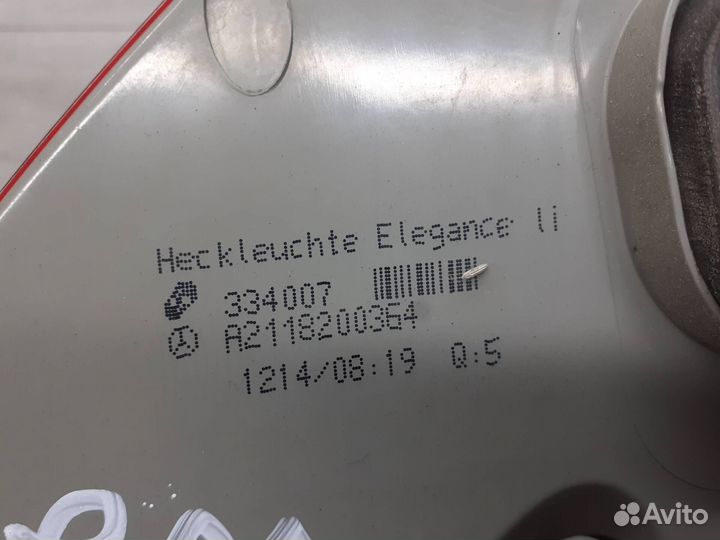 Heckleuchte Elegance li
334007
A2118200364
1214/08:19 Q:5
Avito